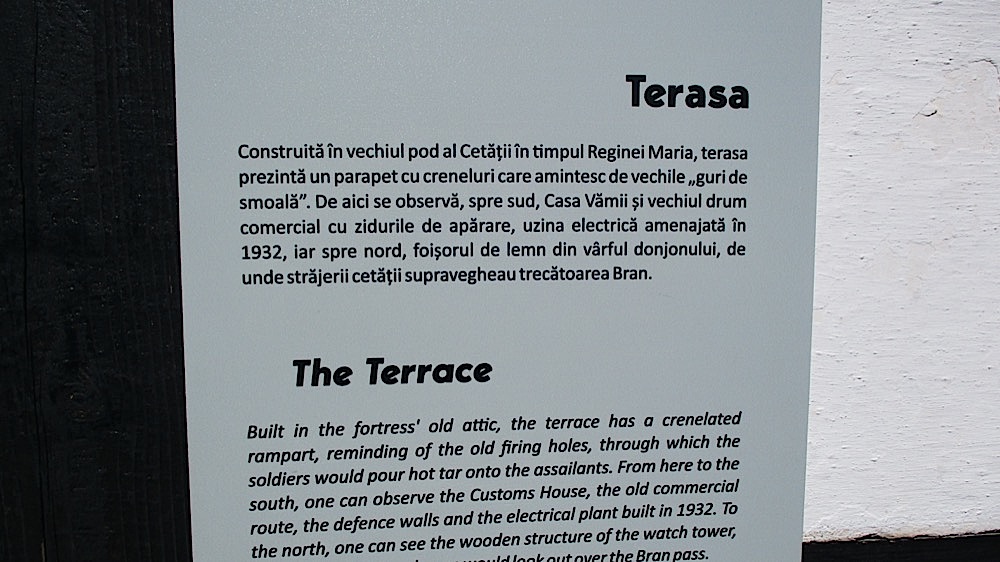 Terasa
Construită în vechiul pod al Cetății în timpul Reginei Maria, terasa
prezintă un parapet cu creneluri care amintesc de vechile „guri de
smoală”. De aici se observă, spre sud, Casa Vămii și vechiul drum
comercial cu zidurile de apărare, uzina electrică amenajată în
1932, iar spre nord, foișorul de lemn din vârful donjonului, de
unde străjerii cetății supravegheau trecătoarea Bran.
The Terrace
Built in the fortress' old attic, the terrace has a crenelated
rampart, reminding of the old firing holes, through which the
soldiers would pour hot tar onto the assailants. From here to the
south, one can observe the Customs House, the old commercial
route, the defence walls and the electrical plant built in 1932. To
the north, one can see the wooden structure of the watch tower,
would look out over the Bran pass.